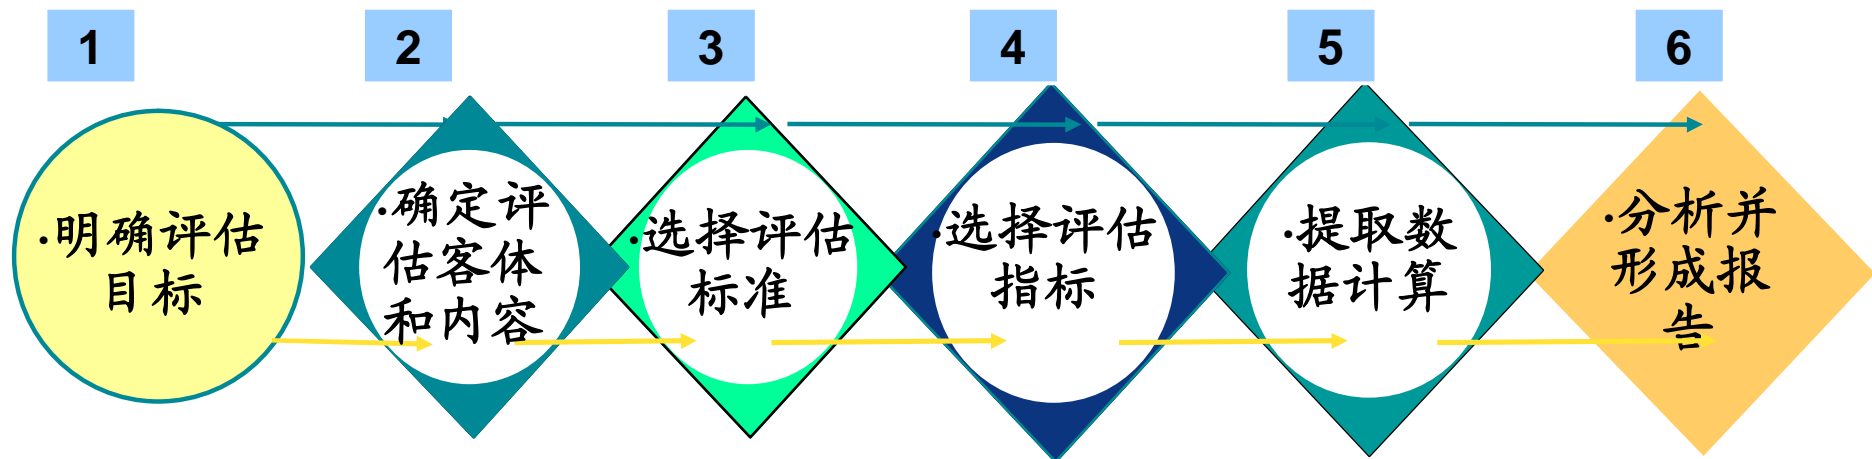 1
2
3
4
5
6
·明确评估
目标
·确定评
估客体
和内容
·选择评估
标准
·选择评估
指标
·提取数
据计算
·分析并
形成报
告